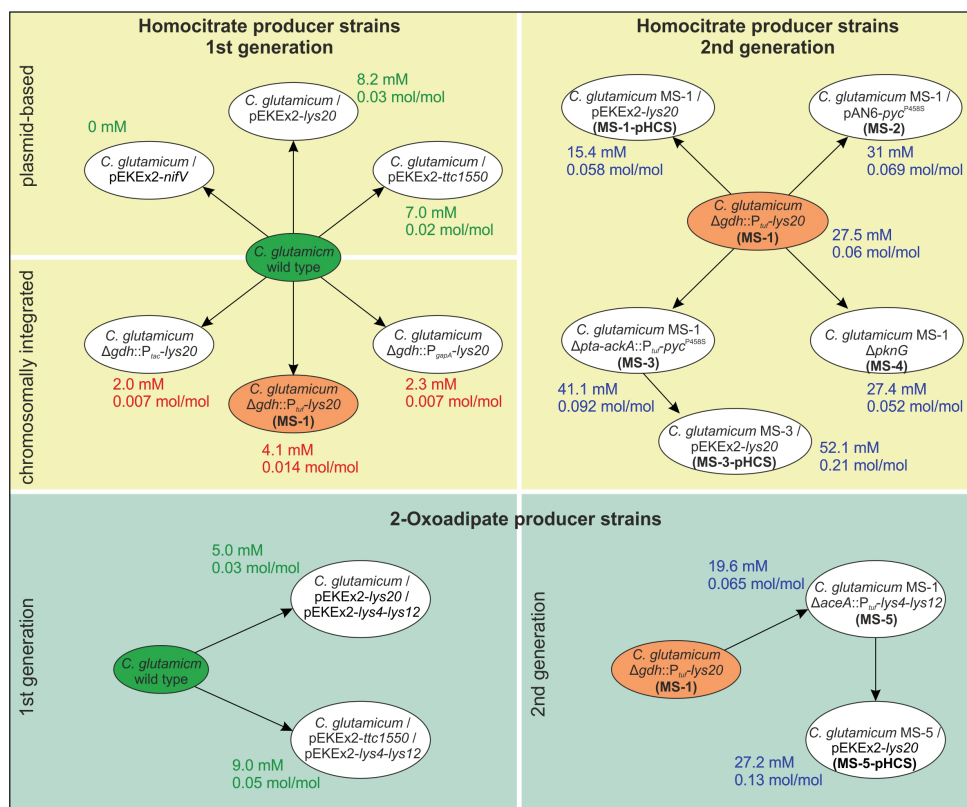 Homocitrate producer strains
1st generation
plasmid-based
8.2 mM
0.03 mol/mol
C. glutamicum /
pEKEx2-lys20
0 mM
C. glutamicum /
pEKEx2-nifV
C. glutamicum /
pEKEx2-ttc1550
7.0 mM
0.02 mol/mol
C. glutamicm
wild type
chromosomally integrated
C. glutamicum
Δgdh::Ptac-lys20
2.0 mM
0.007 mol/mol
C. glutamicum
Δgdh::Ptuf-lys20
(MS-1)
4.1 mM
0.014 mol/mol
C. glutamicum
Δgdh::PgapA-lys20
2.3 mM
0.007 mol/mol
Homocitrate producer strains
2nd generation
C. glutamicum MS-1 /
pEKEx2-lys20
(MS-1-pHCS)
15.4 mM
0.058 mol/mol
C. glutamicum MS-1 /
pAN6-pycP458S
(MS-2)
31 mM
0.069 mol/mol
C. glutamicum
Δgdh::Ptuf-lys20
(MS-1)
27.5 mM
0.06 mol/mol
C. glutamicum MS-1
Δpta-ackA::Ptuf-pycP458S
(MS-3)
41.1 mM
0.092 mol/mol
C. glutamicum MS-1
ΔpknG
(MS-4)
27.4 mM
0.052 mol/mol
C. glutamicum MS-3 /
pEKEx2-lys20
(MS-3-pHCS)
52.1 mM
0.21 mol/mol
2-Oxoadipate producer strains
1st generation
5.0 mM
0.03 mol/mol
C. glutamicum /
pEKEx2-lys20 /
pEKEx2-lys4-lys12
C. glutamicm
wild type
C. glutamicum /
pEKEx2-ttc1550 /
pEKEx2-lys4-lys12
9.0 mM
0.05 mol/mol
2nd generation
19.6 mM
0.065 mol/mol
C. glutamicum MS-1
ΔaceA::Ptuf-lys4-lys12
(MS-5)
C. glutamicum
Δgdh::Ptuf-lys20
(MS-1)
C. glutamicum MS-5 /
pEKEx2-lys20
(MS-5-pHCS)
27.2 mM
0.13 mol/mol